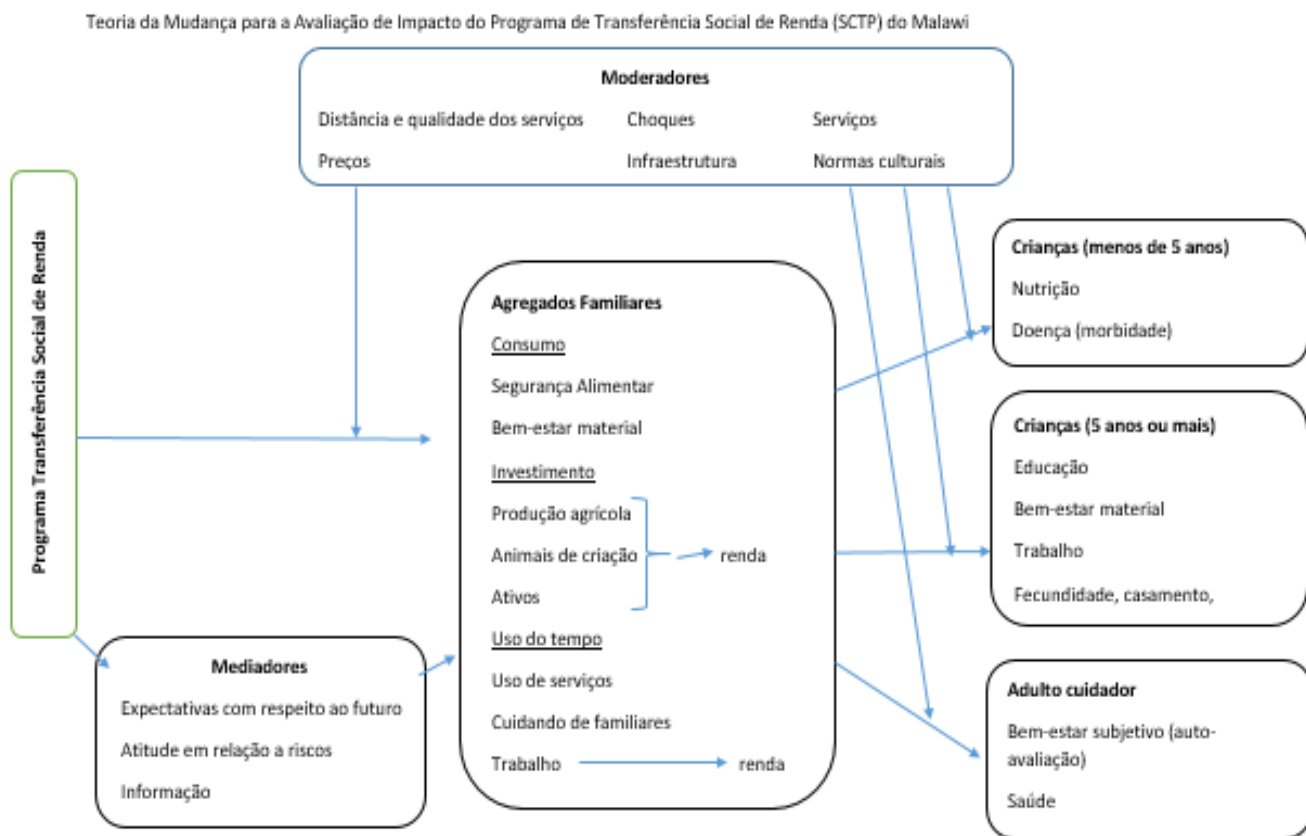 Teoria da Mudança para a Avaliação de Impacto do Programa de Transferência Social de Renda (SCTP) do Malawi
Moderadores
Distância e qualidade dos serviços Choques Serviços
Preços Infraestrutura Normas culturais
Programa Transferência Social de Renda
Agregados Familiares
Consumo
Segurança Alimentar
Bem-estar material
Investimento
Produção agrícola
Animais de criação renda
Ativos
Uso do tempo
Uso de serviços
Cuidando de familiares
Trabalho renda
Mediadores
Expectativas com respeito ao futuro
Atitude em relação a riscos
Informação
Crianças (menos de 5 anos)
Nutrição
Doença (morbidade)
Crianças (5 anos ou mais)
Educação
Bem-estar material
Trabalho
Fecundidade, casamento,
Adulto cuidador
Bem-estar subjetivo (auto-
avaliação)
Saúde